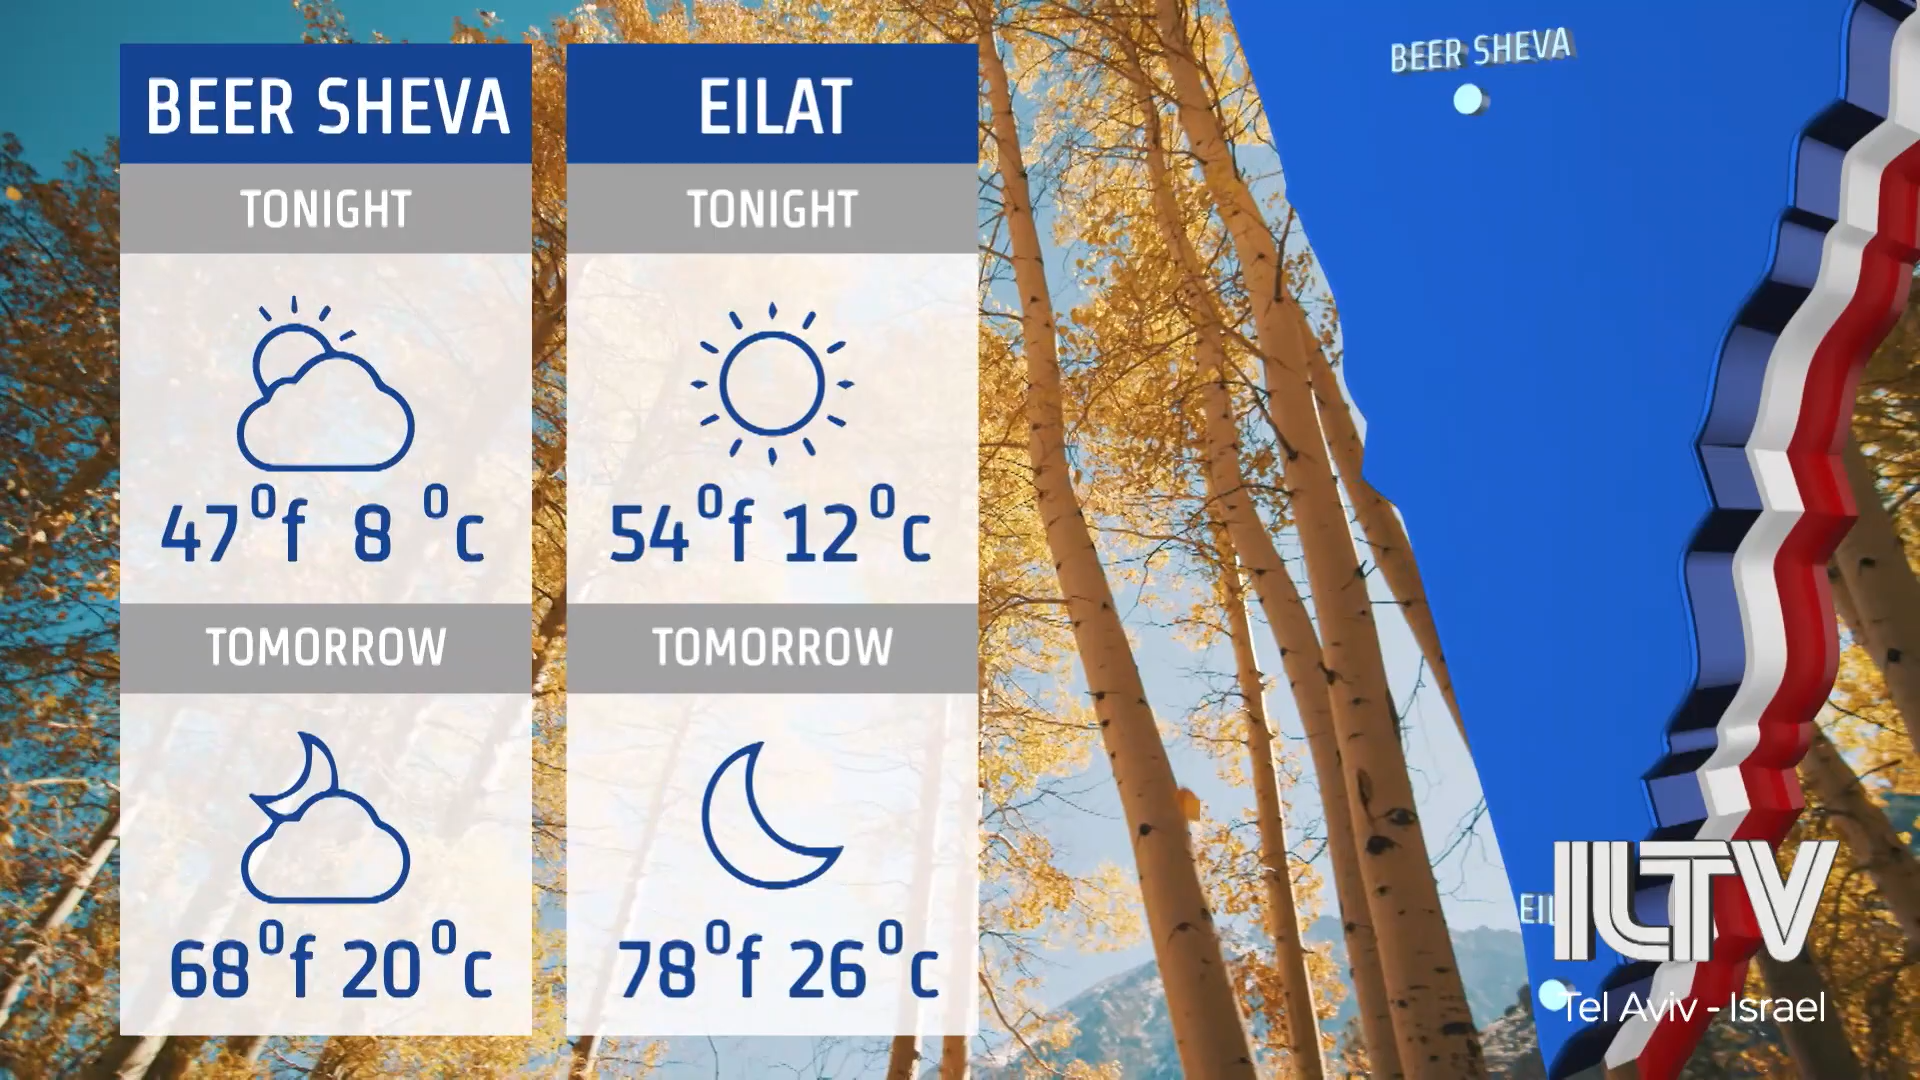 BEER SHEVA
TONIGHT
47°f 8 °c
TOMORROW
68°f 20°c
EILAT
TONIGHT
54°f 12°c
TOMORROW
78°f 26°c
BEER SHEVA
ILTV
Tel Aviv - Israel